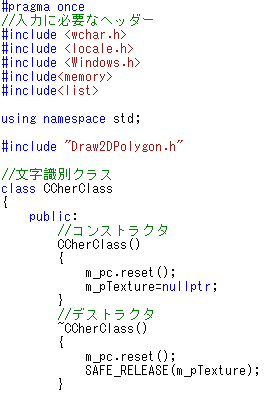 #pragma once
//入力に必要なヘッダー
#include <wchar.h>
#include <locale.h>
#include <Windows.h>
#include<memory>
#include<list>

using namespace std;

#include "Draw2DPolygon.h"

//文字識別クラス
class CCherClass
{
    public:
        //コンストラクタ
        CCherClass()
        {
            m_pc.reset();
            m_pTexture=nullptr;
        }
        //デストラクタ
        ~CCherClass()
        {
            m_pc.reset();
            SAFE_RELEASE(m_pTexture);
        }